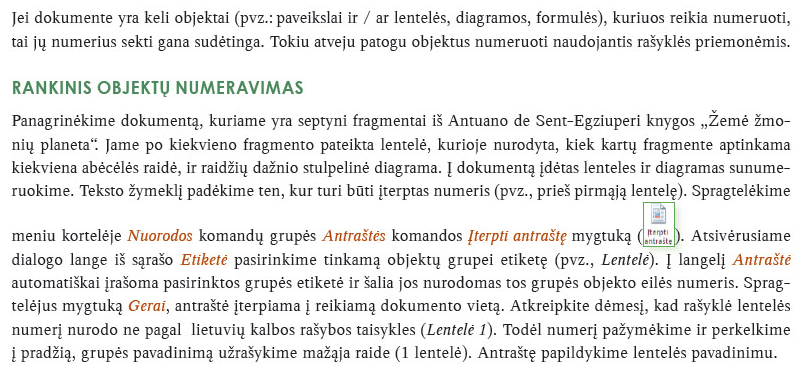 Jei dokumente yra keli objektai (pvz.: paveikslai ir / ar lentelės, diagramos, formulės), kuriuos reikia numeruoti,
tai jų numerius sekti gana sudėtinga. Tokiu atveju patogu objektus numeruoti naudojantis rašyklės priemonėmis.
RANKINIS OBJEKTŲ NUMERAVIMAS
Panagrinėkime dokumentą, kuriame yra septyni fragmentai iš Antuano de Sent-Egziuperi knygos „Žemė žmo-
nių planeta“. Jame po kiekvieno fragmento pateikta lentelė, kurioje nurodyta, kiek kartų fragmente aptinkama
kiekviena abėcėlės raidė, ir raidžių dažnio stulpelinė diagrama. Į dokumentą įdėtas lenteles ir diagramas sunume-
ruokime. Teksto žymeklį padėkime ten, kur turi būti įterptas numeris (pvz., prieš pirmąją lentelę). Spragtelėkime
meniu kortelėje Nuorodos komandų grupės Antraštės komandos Įterpti antraštę mygtuką (Įterpti antraštę). Atsivėrusiame
dialogo lange iš sąrašo Etiketė pasirinkime tinkamą objektų grupei etiketę (pvz., Lentelė). Į langelį Antraštė
automatiškai įrašoma pasirinktos grupės etiketė ir šalia jos nurodomas tos grupės objekto eilės numeris. Sprag-
telėjus mygtuką Gerai, antraštė įterpiama į reikiamą dokumento vietą. Atkreipkite dėmesį, kad rašyklė lentelės
numerį nurodo ne pagal lietuvių kalbos rašybos taisykles (Lentelė 1). Todėl numerį pažymėkime ir perkelkime
į pradžią, grupės pavadinimą užrašykime mažąja raide (1 lentelė). Antraštę papildykime lentelės pavadinimu.